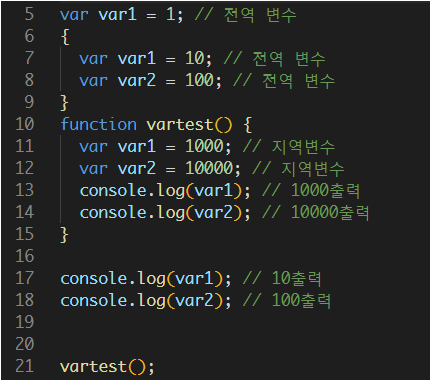 5 var var1 = 1; // 전역 변수
6 {
7 var var1 = 10; // 전역 변수
8 var var2 = 100; // 전역 변수
9 }
10 function vartest() {
11 var var1 = 1000; // 지역변수
12 var var2 = 10000; // 지역변수
13 console.log(var1); // 1000출력
14 console.log(var2); // 10000출력
15 }
16
17 console.log(var1); // 10출력
18 console.log(var2); // 100출력
19
20
21 vartest();